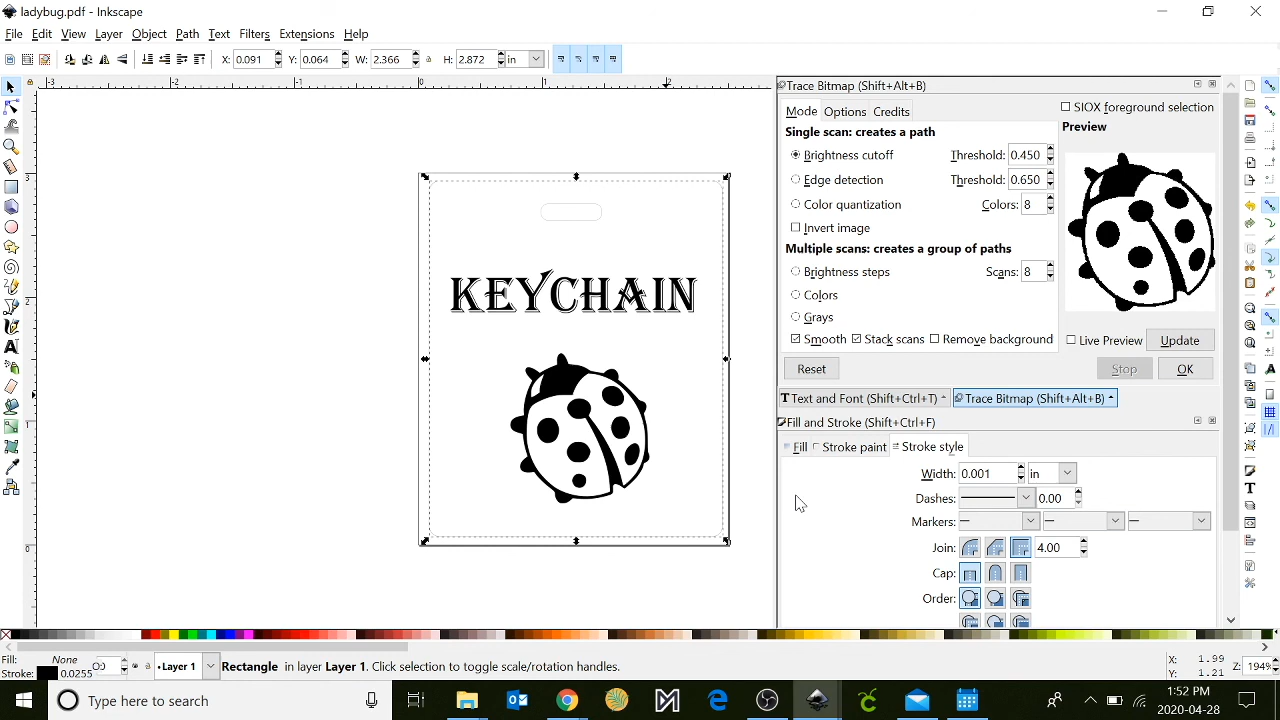 ladybug.pdf - Inkscape
File Edit View Layer Object Path Text Filters Extensions Help
X: 0.091 Y: 0.064 W: 2.366 H: 2.872 in
-3 -2 -1 0 1 2
Trace Bitmap (Shift+Alt+B)
Mode Options Credits
SIOX foreground selection
Single scan: creates a path
Preview
Brightness cutoff Threshold: 0.450
Edge detection Threshold: 0.650
Color quantization Colors: 8
Invert image
Multiple scans: creates a group of paths
Brightness steps Scans: 8
Colors
Grays
Smooth Stack scans Remove background
Live Preview Update
Reset Stop OK
Text and Font (Shift+Ctrl+T) Trace Bitmap (Shift+Alt+B)
Fill and Stroke (Shift+Ctrl+F)
Fill Stroke paint Stroke style
Width: 0.001 in
Dashes: 0.00
Markers:
Join: 4.00
Cap:
Order:
KEYCHAIN
Fill: None
Stroke: 0.0255
Layer 1 Rectangle in layer Layer 1. Click selection to toggle scale/rotation handles.
X: 1.99
Y: 1.21
Z: 194%
Type here to search
1:52 PM
2020-04-28